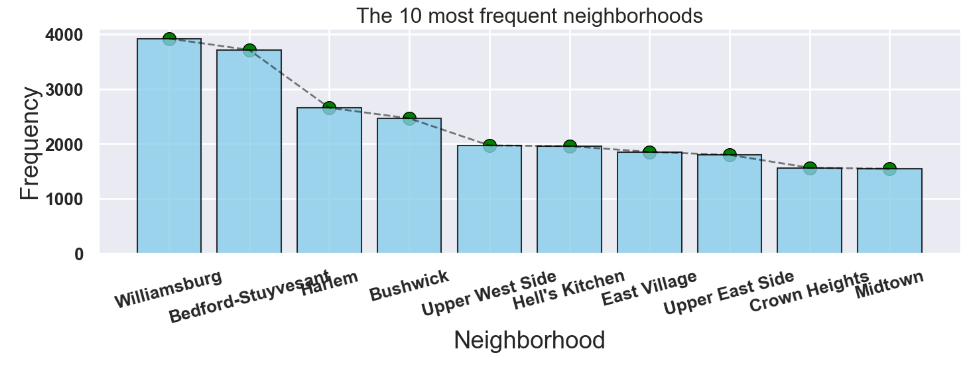 The 10 most frequent neighborhoods
Frequency
4000
3000
2000
1000
0
Williamsburg
Bedford-Stuyvesant
Harlem
Bushwick
Upper West Side
Hell's Kitchen
East Village
Upper East Side
Crown Heights
Midtown
Neighborhood